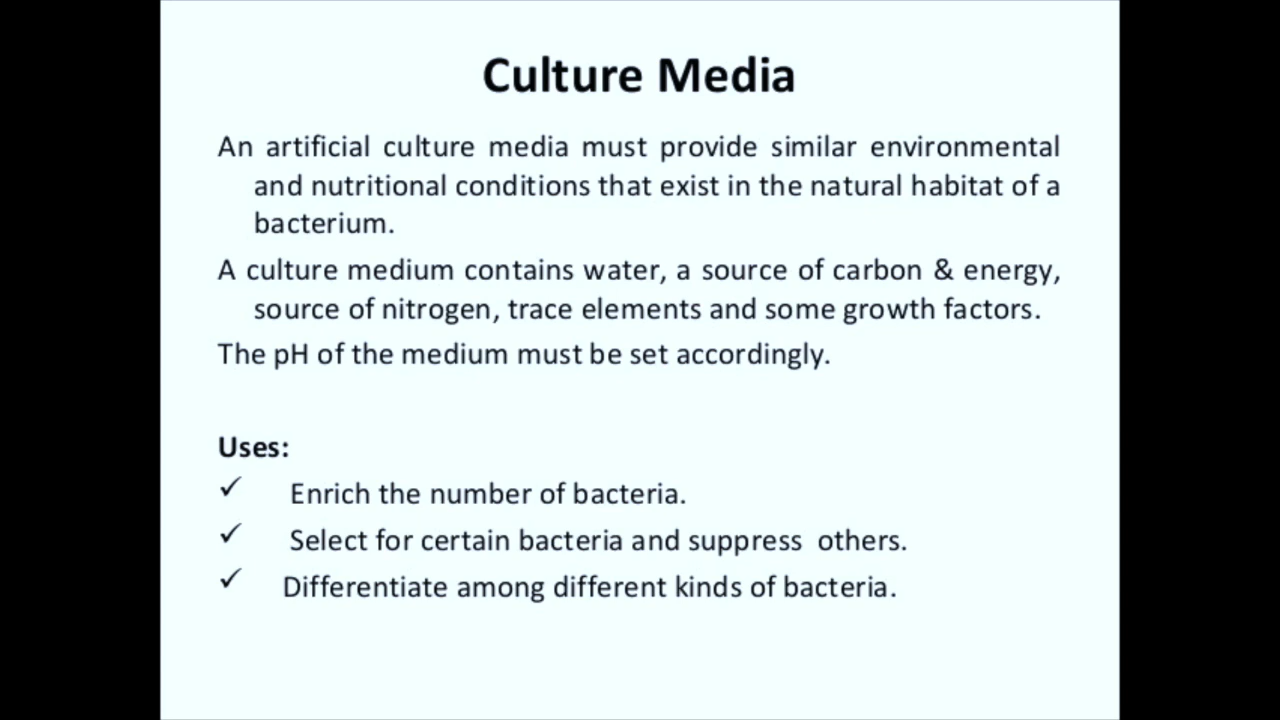 Culture Media
An artificial culture media must provide similar environmental
and nutritional conditions that exist in the natural habitat of a
bacterium.
A culture medium contains water, a source of carbon & energy,
source of nitrogen, trace elements and some growth factors.
The pH of the medium must be set accordingly.
Uses:
✓ Enrich the number of bacteria.
✓ Select for certain bacteria and suppress others.
✓ Differentiate among different kinds of bacteria.